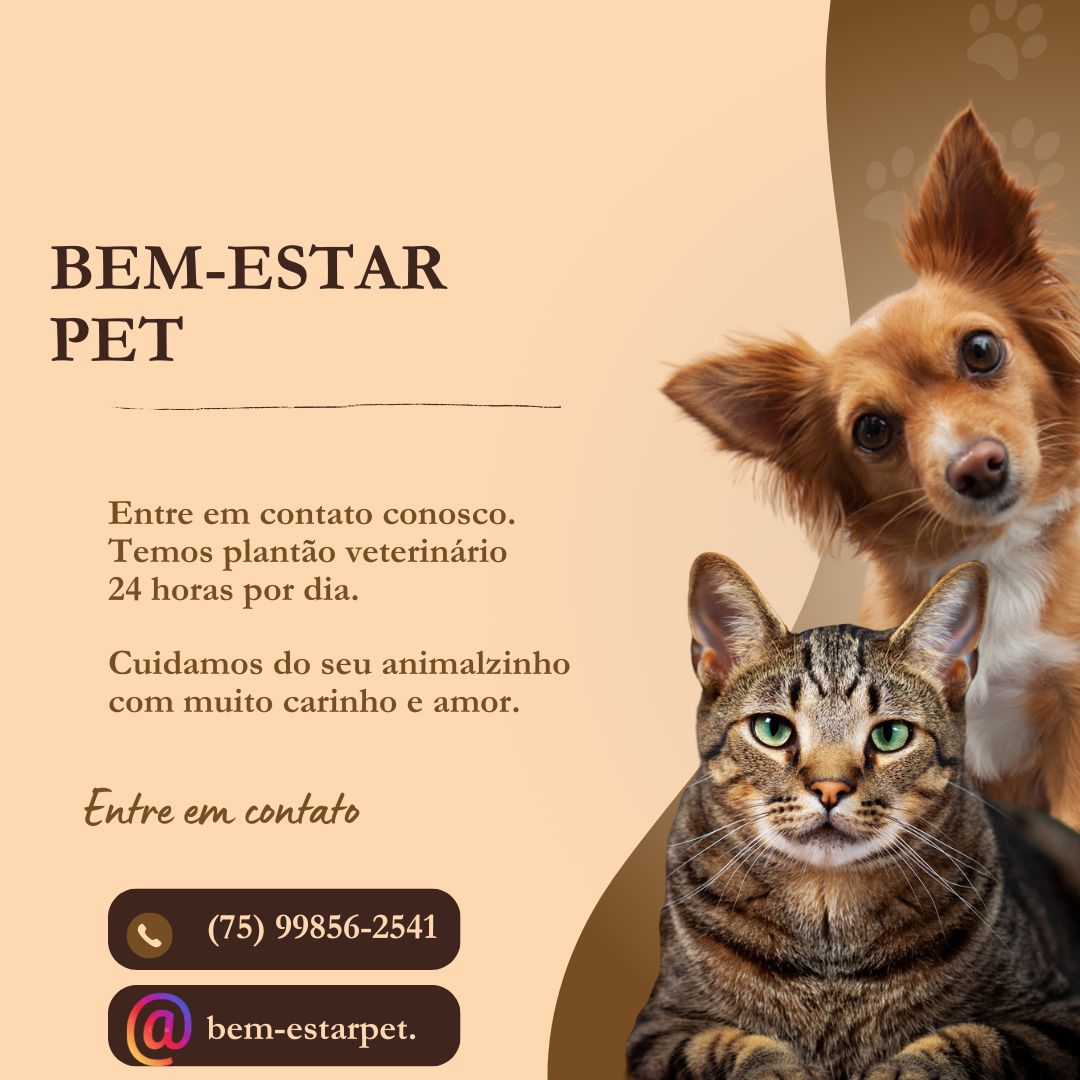 BEM-ESTAR
PET
Entre em contato conosco.
Temos plantão veterinário
24 horas por dia.
Cuidamos do seu animalzinho
com muito carinho e amor.
Entre em contato
(75) 99856-2541
@ bem-estarpet.